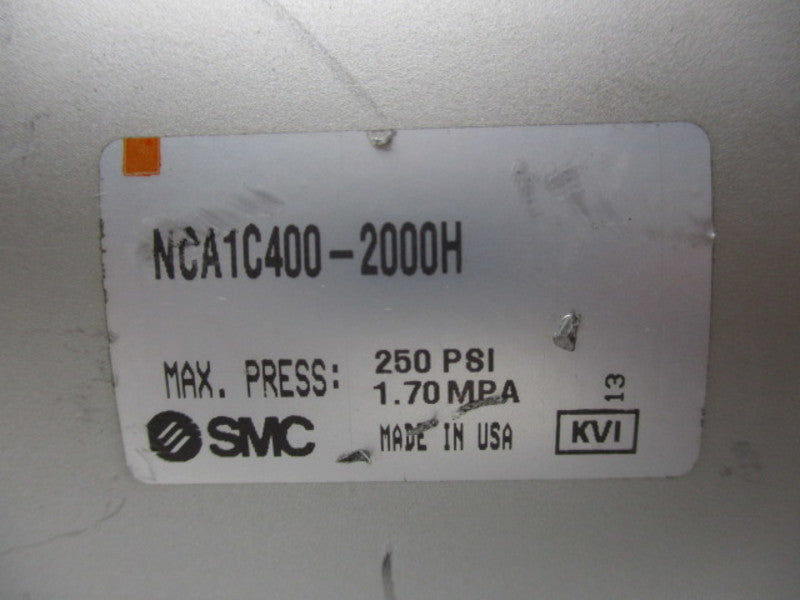 NCA1C400-2000H
MAX. PRESS: 250 PSI
1.70 MPA
SMC MADE IN USA KVI 13